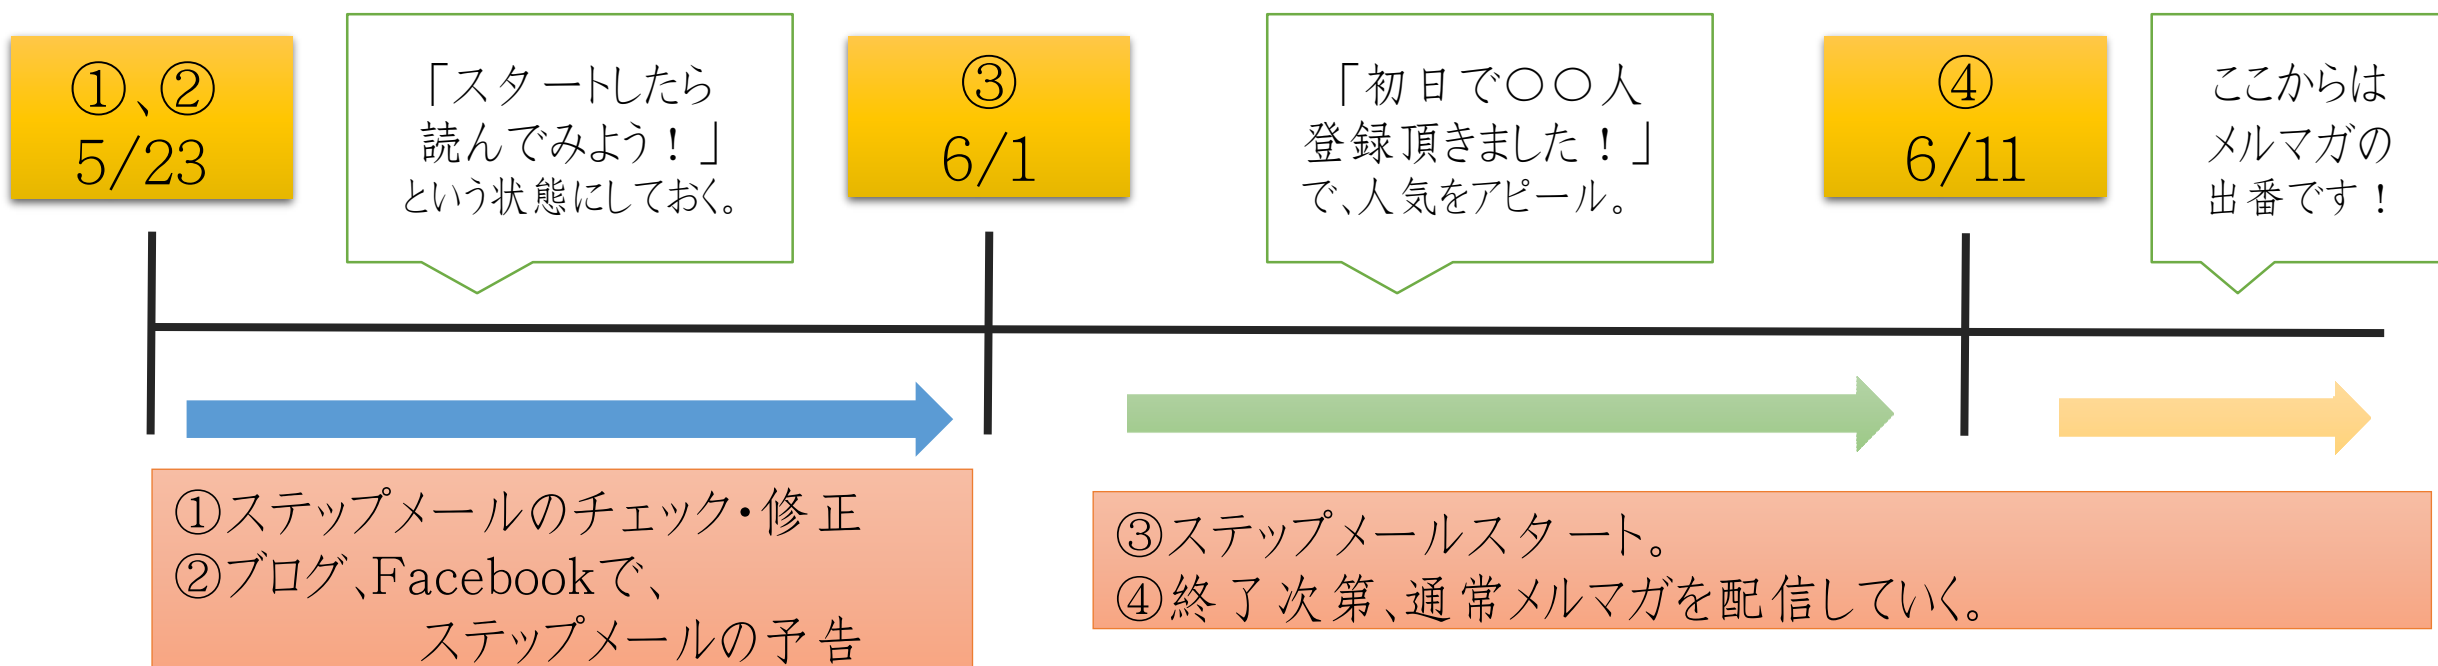 ①、②
5/23
「スタートしたら
読んでみよう！」
という状態にしておく。
③
6/1
「初日で〇〇人
登録頂きました！」
で、人気をアピール。
④
6/11
ここからは
メルマガの
出番です！
①ステップメールのチェック・修正
②ブログ、Facebookで、
ステップメールの予告
③ステップメールスタート。
④終了次第、通常メルマガを配信していく。